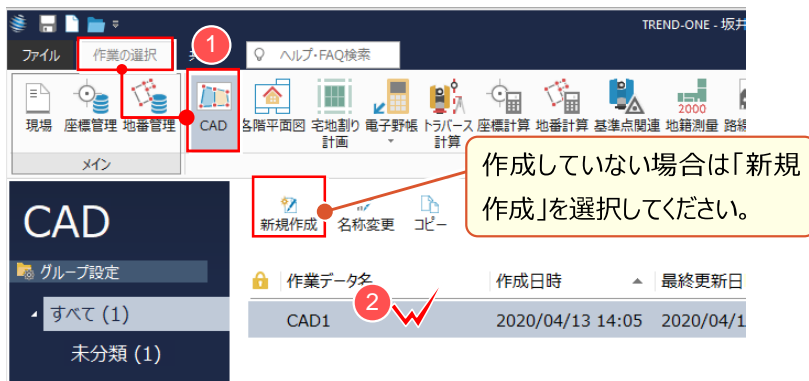 TREND-ONE - 坂井
ファイル 作業の選択
ヘルプ・FAQ検索
1
現場 座標管理 地番管理 CAD 各階平面図 宅地割り 電子野帳 トラバース 座標計算 地番計算 基準点関連 地籍測量 路線
計画 計算
2000
メイン
作成していない場合は「新規
作成」を選択してください。
CAD
新規作成 名称変更 コピー
グループ設定
作業データ名 作成日時 最終更新日
すべて (1)
2
CAD1 2020/04/13 14:05 2020/04/1
未分類 (1)